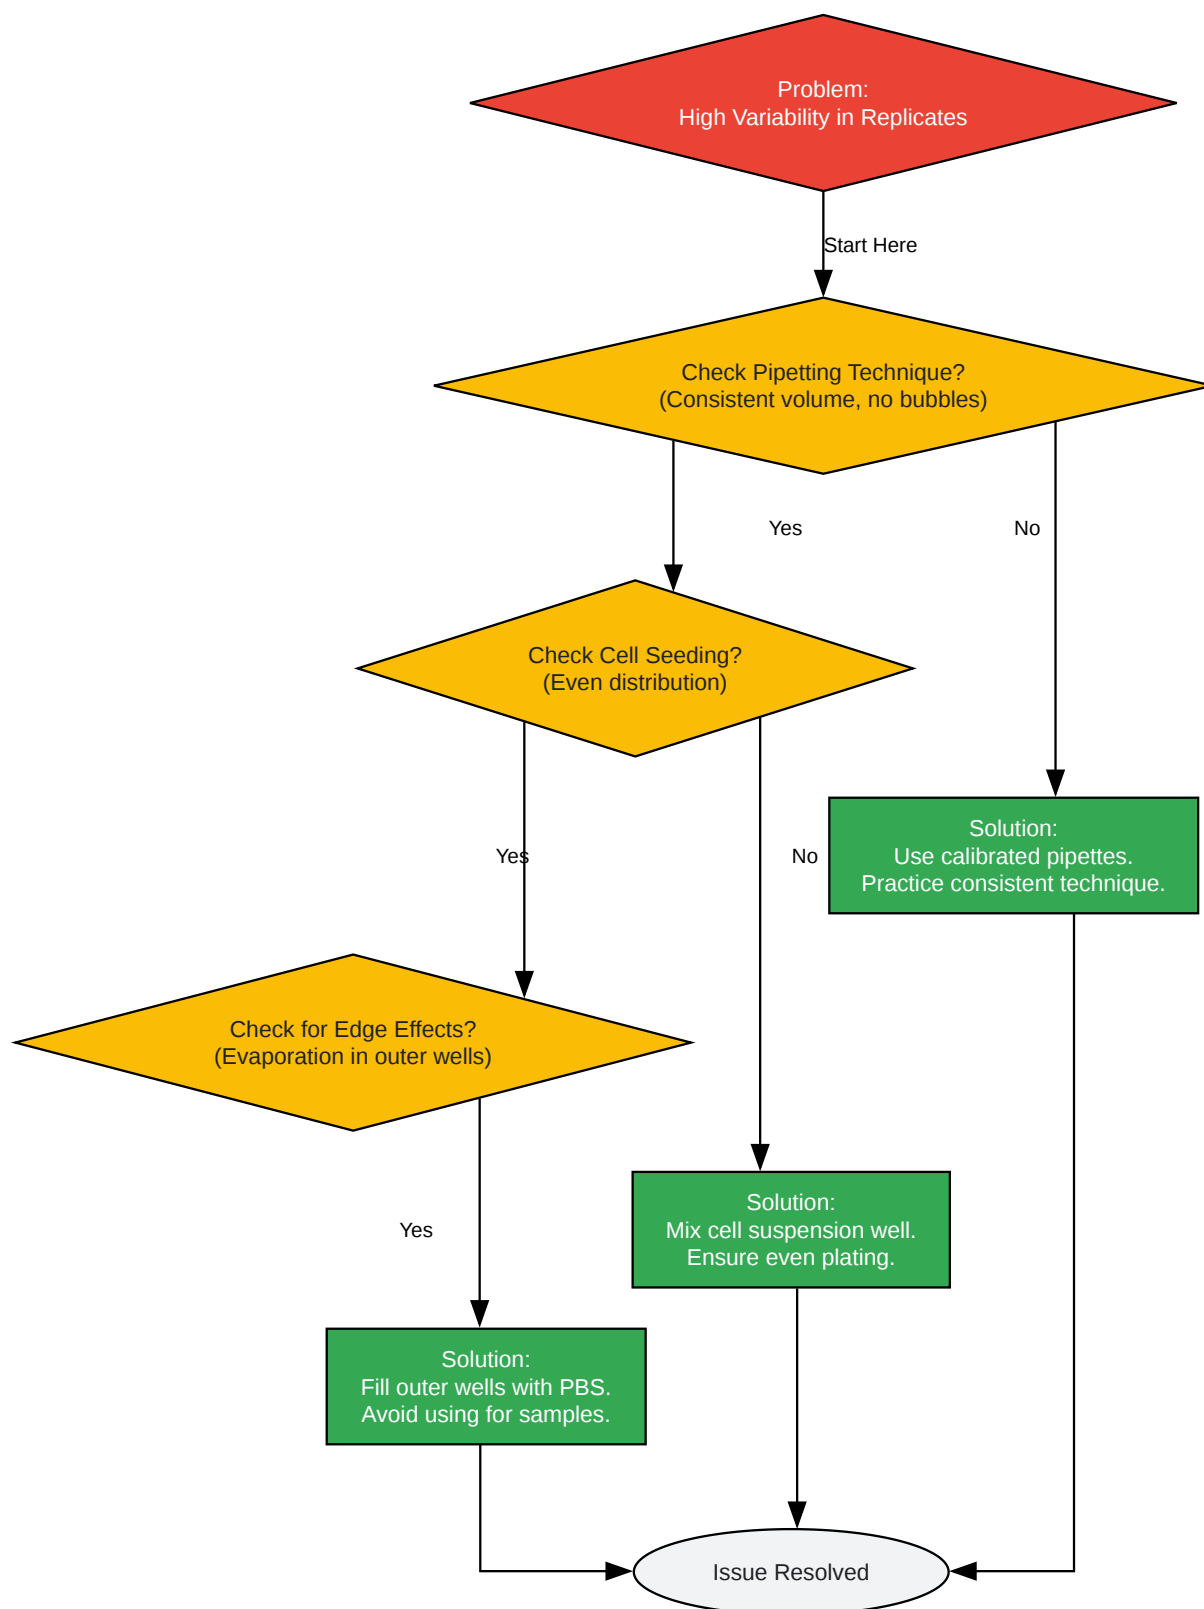 Problem:
High Variability in Replicates
Start Here
Check Pipetting Technique?
(Consistent volume, no bubbles)
Yes
No
Check Cell Seeding?
(Even distribution)
Yes
No
Solution:
Use calibrated pipettes.
Practice consistent technique.
Check for Edge Effects?
(Evaporation in outer wells)
Yes
Solution:
Mix cell suspension well.
Ensure even plating.
Solution:
Fill outer wells with PBS.
Avoid using for samples.
Issue Resolved